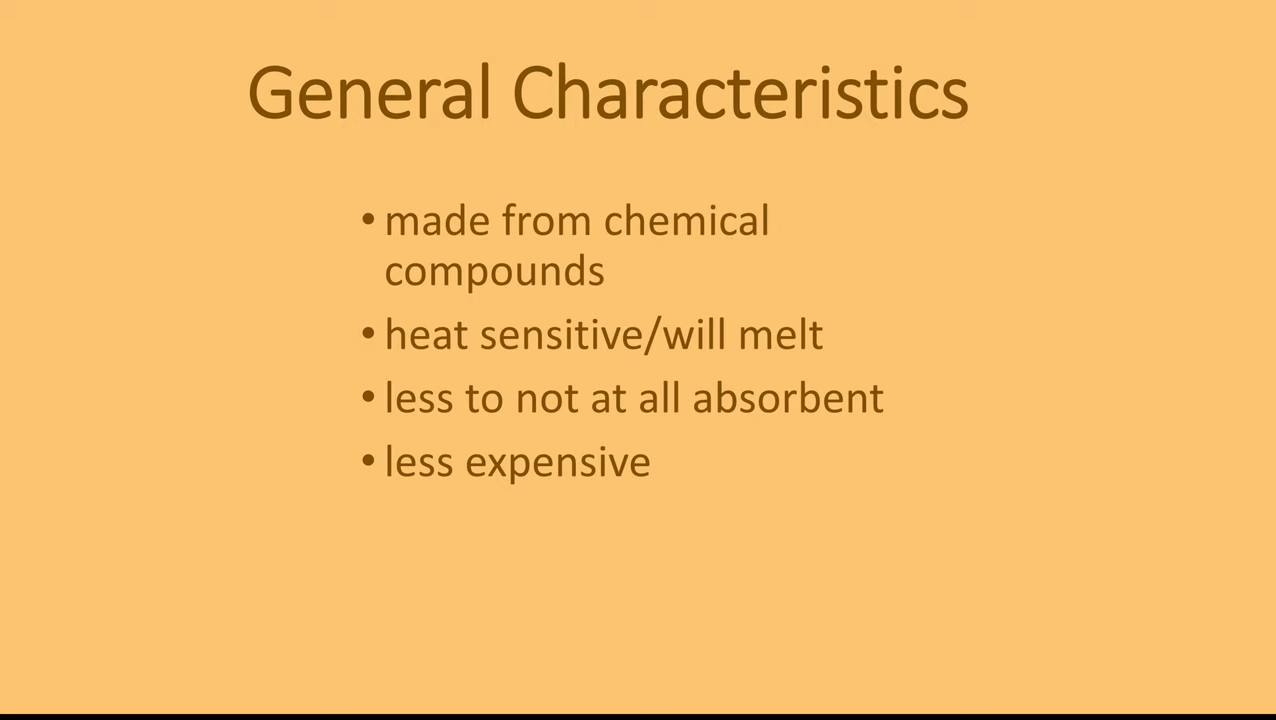 General Characteristics
• made from chemical
compounds
• heat sensitive/will melt
• less to not at all absorbent
• less expensive